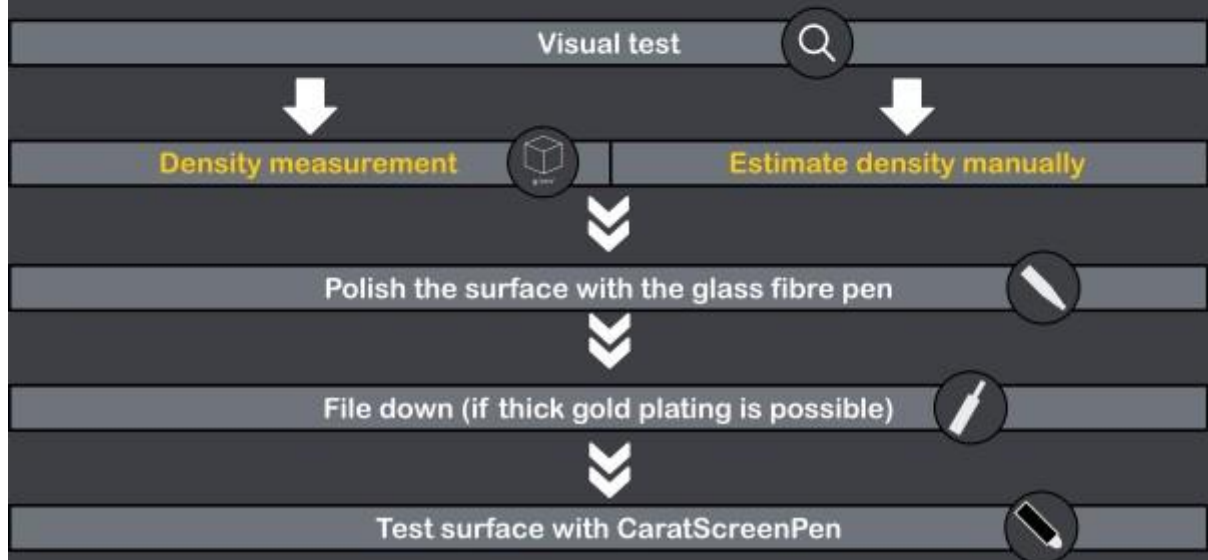 Visual test
Density measurement
Estimate density manually
Polish the surface with the glass fibre pen
File down (if thick gold plating is possible)
Test surface with CaratScreenPen